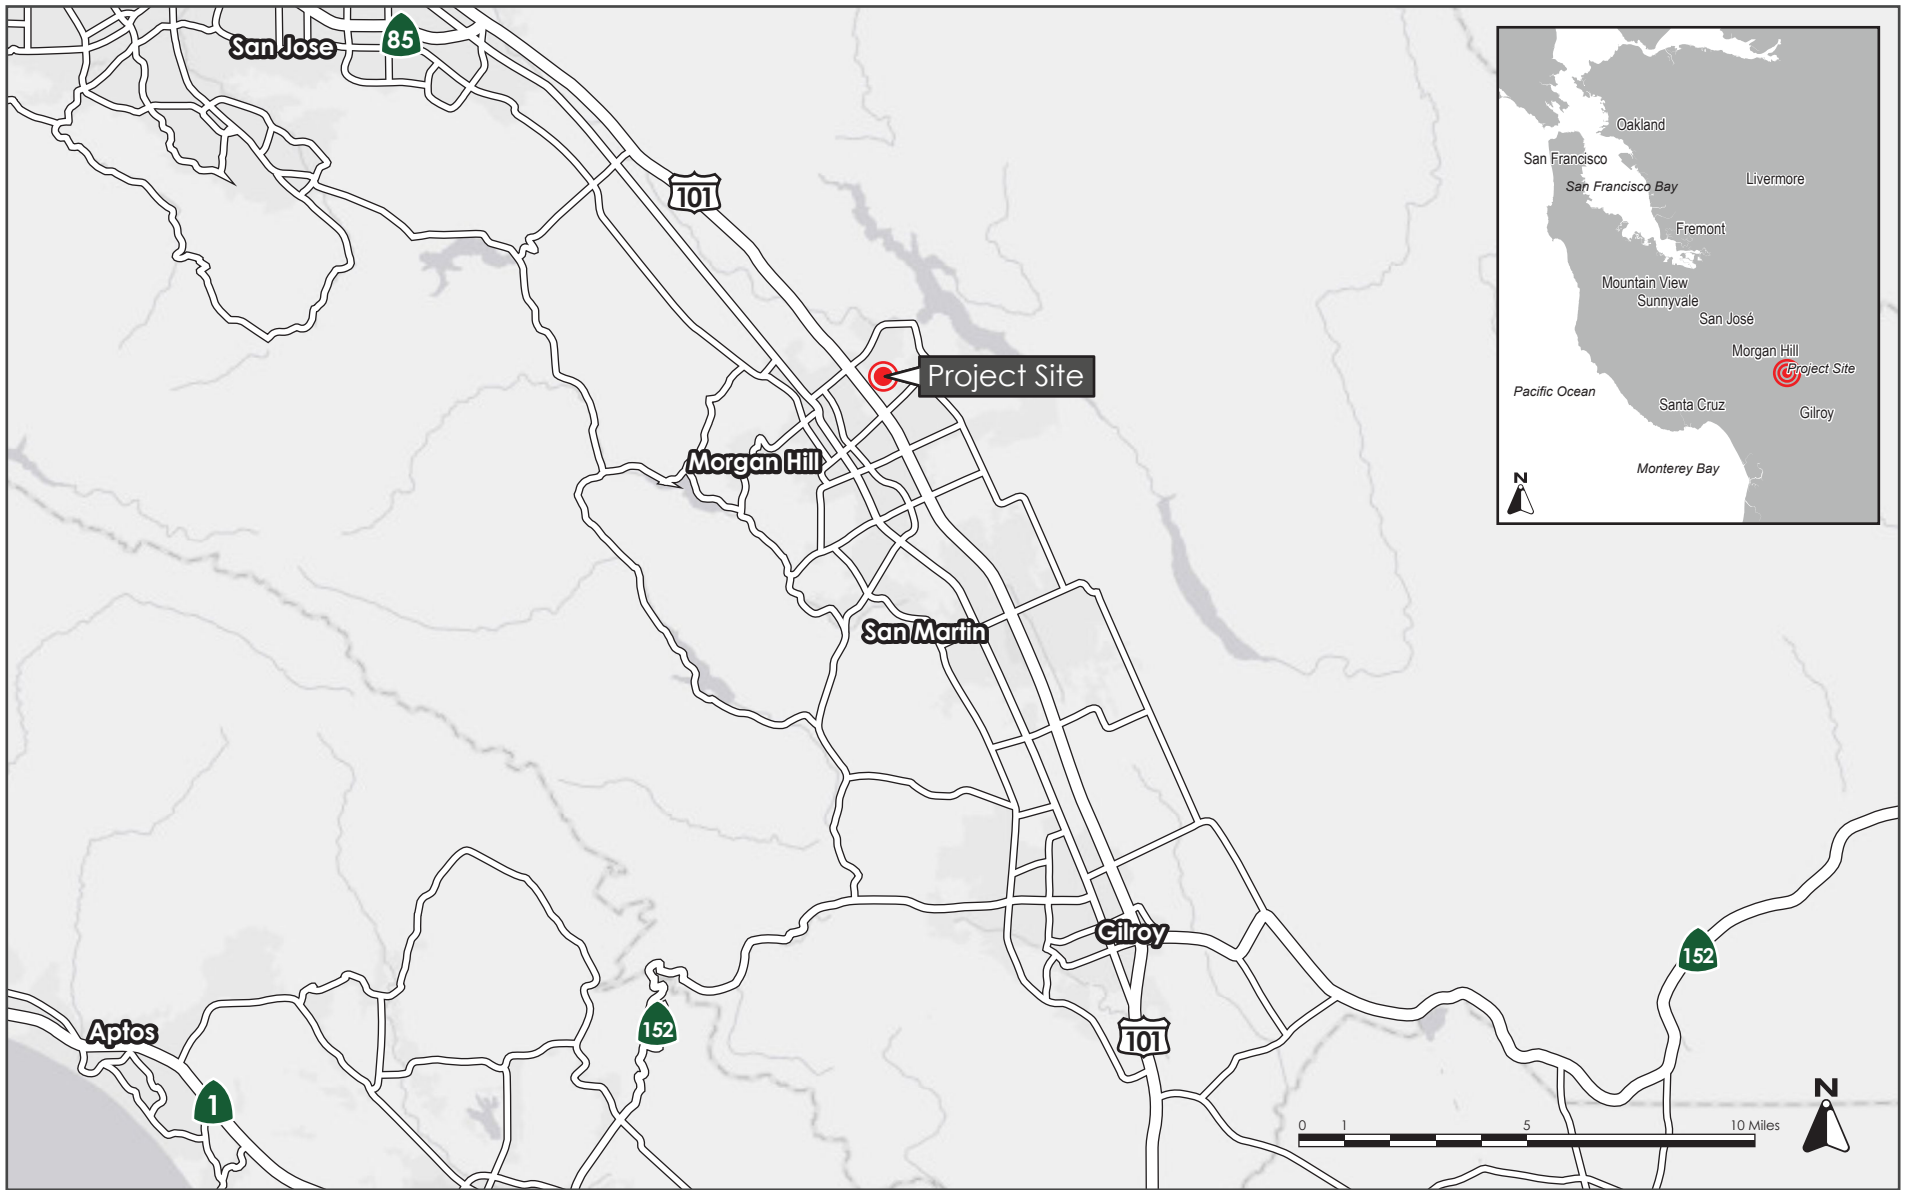 San Jose
85
101
Project Site
Morgan Hill
San Martin
Gilroy
152
Aptos
152
101
1
0 1 5 10 Miles
N
Oakland
San Francisco
San Francisco Bay
Livermore
Fremont
Mountain View
Sunnyvale
San José
Morgan Hill
Project Site
Pacific Ocean
Santa Cruz
Gilroy
Monterey Bay
N